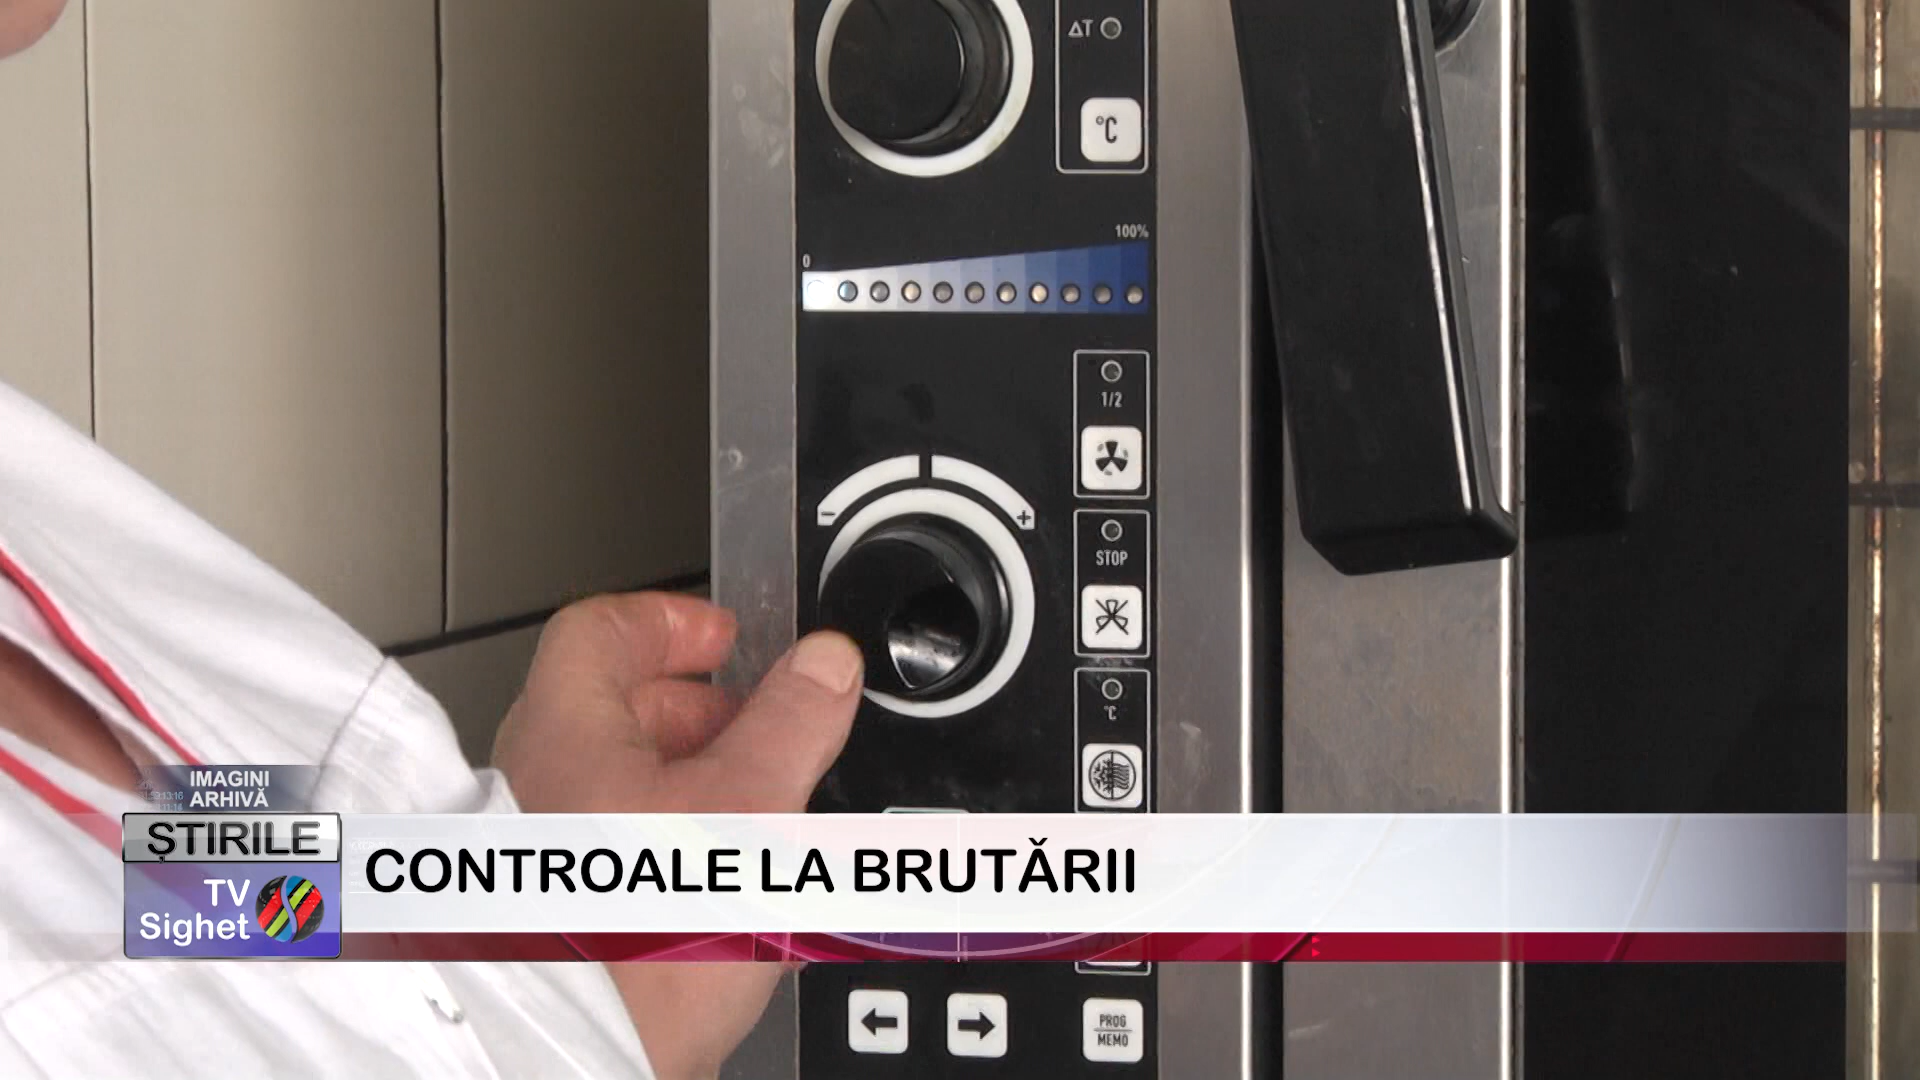 ΔT
°C
100%
0
1/2
-
+
STOP
°C
IMAGINI
ARHIVĂ
ȘTIRILE
TV
Sighet
CONTROALE LA BRUTĂRII
PROG
MEMO